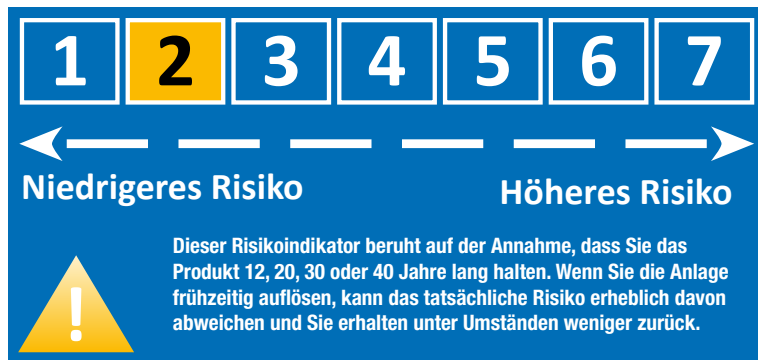 1 2 3 4 5 6 7
Niedrigeres Risiko Höheres Risiko
Dieser Risikoindikator beruht auf der Annahme, dass Sie das
Produkt 12, 20, 30 oder 40 Jahre lang halten. Wenn Sie die Anlage
frühzeitig auflösen, kann das tatsächliche Risiko erheblich davon
abweichen und Sie erhalten unter Umständen weniger zurück.
!